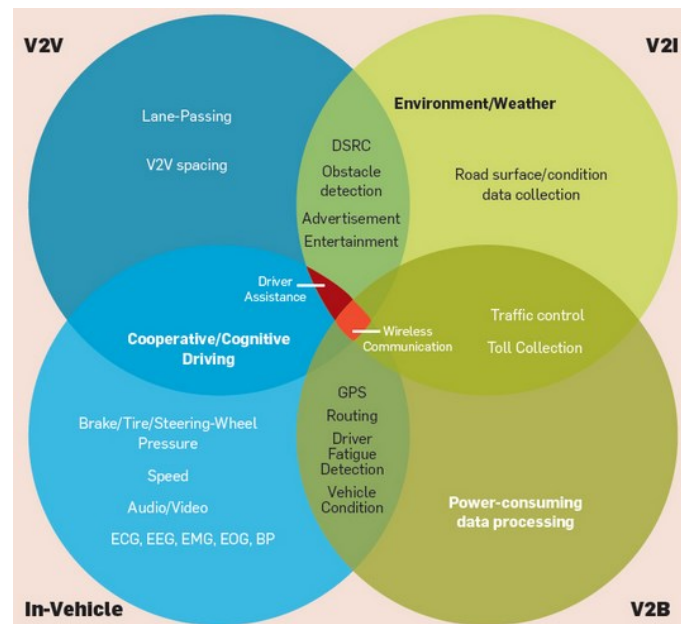 V2V
V2I
Lane-Passing
V2V spacing
DSRC
Obstacle
detection
Advertisement
Entertainment
Environment/Weather
Road surface/condition
data collection
Driver
Assistance
Wireless
Communication
Cooperative/Cognitive
Driving
Traffic control
Toll Collection
Brake/Tire/Steering-Wheel
Pressure
Speed
Audio/Video
ECG, EEG, EMG, EOG, BP
GPS
Routing
Driver
Fatigue
Detection
Vehicle
Condition
Power-consuming
data processing
In-Vehicle
V2B